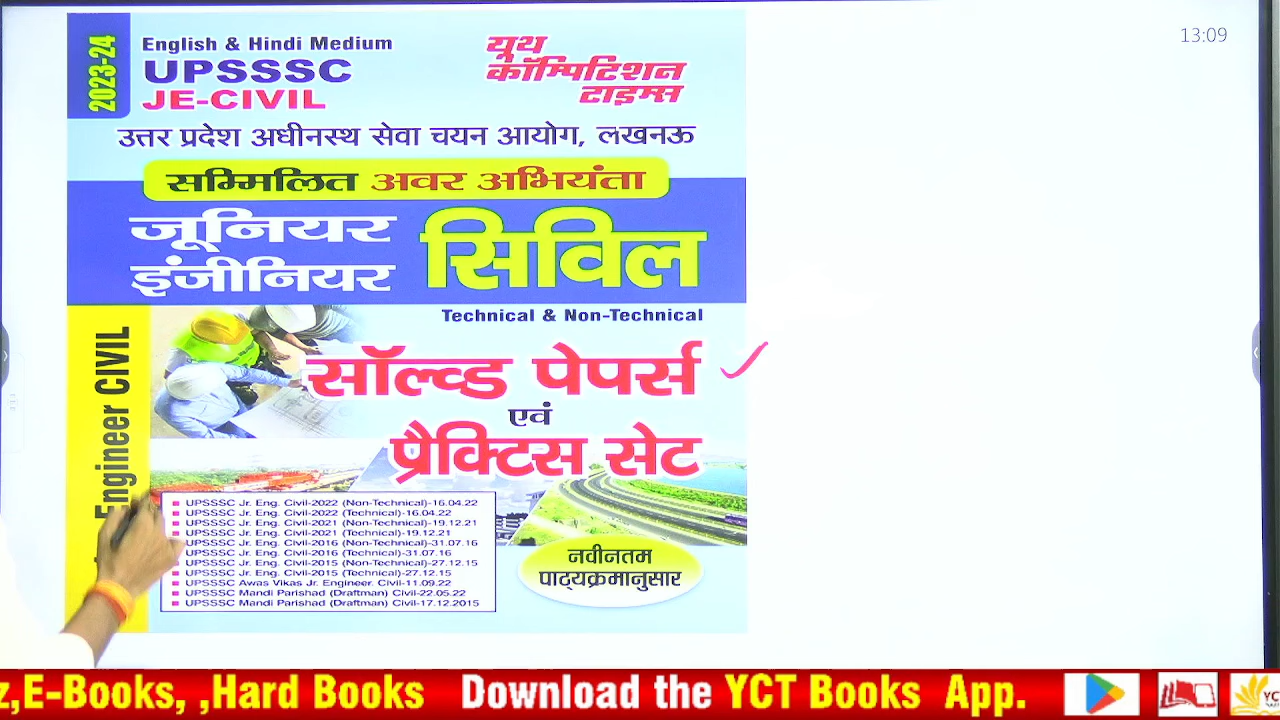 13:09
2023-24
English & Hindi Medium
UPSSSC
JE-CIVIL
यूथ
कॉम्पिटिशन
टाइम्स
उत्तर प्रदेश अधीनस्थ सेवा चयन आयोग, लखनऊ
सम्मिलित अवर अभियंता
जूनियर
इंजीनियर
सिविल
Technical & Non-Technical
Engineer CIVIL
सॉल्व्ड पेपर्स
एवं
प्रैक्टिस सेट
UPSSSC Jr. Eng. Civil-2022 (Non-Technical)-16.04.22
UPSSSC Jr. Eng. Civil-2022 (Technical)-16.04.22
UPSSSC Jr. Eng. Civil-2021 (Non-Technical)-19.12.21
UPSSSC Jr. Eng. Civil-2021 (Technical)-19.12.21
UPSSSC Jr. Eng. Civil-2016 (Non-Technical)-31.07.16
UPSSSC Jr. Eng. Civil-2016 (Technical)-31.07.16
UPSSSC Jr. Eng. Civil-2015 (Non-Technical)-27.12.15
UPSSSC Jr. Eng. Civil-2015 (Technical)-27.12.15
UPSSSC Awas Vikas Jr. Engineer. Civil-11.09.22
UPSSSC Mandi Parishad (Draftman) Civil-22.05.22
UPSSSC Mandi Parishad (Draftman) Civil-17.12.2015
नवीनतम
पाठ्यक्रमानुसार
z,E-Books, ,Hard Books Download the YCT Books App.